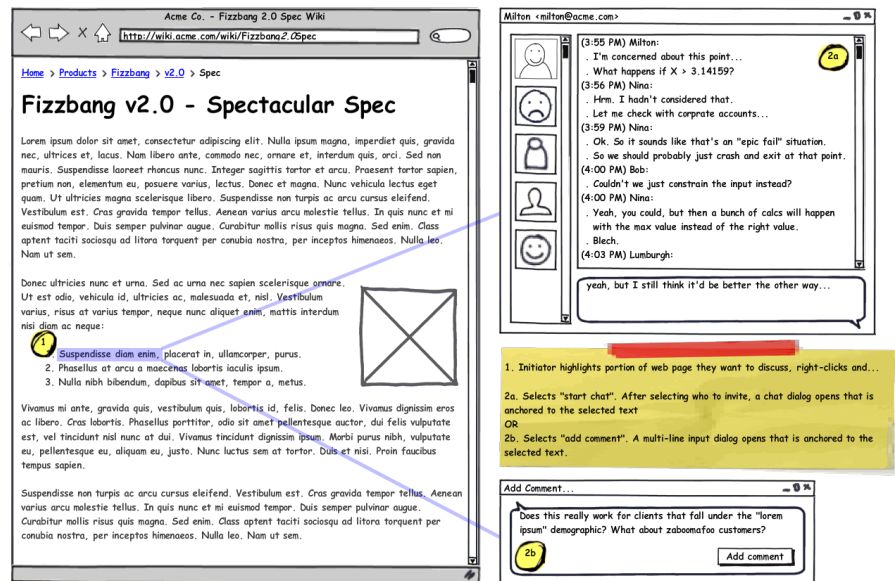 Acme Co. - Fizzbang 2.0 Spec Wiki
http://wiki.acme.com/wiki/Fizzbang2.0Spec
Home > Products > Fizzbang > v2.0 > Spec
Fizzbang v2.0 - Spectacular Spec
Lorem ipsum dolor sit amet, consectetur adipiscing elit. Nulla ipsum magna, imperdiet quis, gravida
nec, ultrices et, lacus. Nam libero ante, commodo nec, ornare et, interdum quis, orci. Sed non
mauris. Suspendisse laoreet rhoncus nunc. Integer sagittis tortor et arcu. Praesent tortor sapien,
pretium non, elementum eu, posuere varius, lectus. Donec et magna. Nunc vehicula lectus eget
quam. Ut ultricies magna scelerisque libero. Suspendisse non turpis ac arcu cursus eleifend.
Vestibulum est. Cras gravida tempor tellus. Aenean varius arcu molestie tellus. In quis nunc et mi
euismod tempor. Duis semper pulvinar augue. Curabitur mollis risus quis magna. Sed enim. Class
aptent taciti sociosqu ad litora torquent per conubia nostra, per inceptos himenaeos. Nulla leo.
Nam ut sem.
Donec ultricies nunc et urna. Sed ac urna nec sapien scelerisque ornare.
Ut est odio, vehicula id, ultricies ac, malesuada et, nisl. Vestibulum
varius, risus at varius tempor, neque nunc aliquet enim, mattis interdum
nisi diam ac neque:
1
. Suspendisse diam enim, placerat in, ullamcorper, purus.
2. Phasellus at arcu a maecenas lobortis iaculis ipsum.
3. Nulla nibh bibendum, dapibus sit amet, tempor a, metus.
Vivamus mi ante, gravida quis, vestibulum quis, lobortis id, felis. Donec leo. Vivamus dignissim eros
ac libero. Cras lobortis. Phasellus porttitor, odio sit amet pellentesque auctor, dui felis vulputate
est, vel tincidunt nisl nunc at dui. Vivamus tincidunt dignissim ipsum. Morbi purus nibh, vulputate
eu, pellentesque eu, aliquam eu, justo. Nunc luctus sem at tortor. Duis et nisi. Proin faucibus
tempus sapien.
Suspendisse non turpis ac arcu cursus eleifend. Vestibulum est. Cras gravida tempor tellus. Aenean
varius arcu molestie tellus. In quis nunc et mi euismod tempor. Duis semper pulvinar augue.
Curabitur mollis risus quis magna. Sed enim. Class aptent taciti sociosqu ad litora torquent per
conubia nostra, per inceptos himenaeos. Nulla leo. Nam ut sem.
Milton <milton@acme.com>
(3:55 PM) Milton:
. I'm concerned about this point...
. What happens if X > 3.14159?
2a
(3:56 PM) Nina:
. Hrm. I hadn't considered that.
. Let me check with corprate accounts...
(3:59 PM) Nina:
. Ok. So it sounds like that's an "epic fail" situation.
. So we should probably just crash and exit at that point.
(4:00 PM) Bob:
. Couldn't we just constrain the input instead?
(4:00 PM) Nina:
. Yeah, you could, but then a bunch of calcs will happen
with the max value instead of the right value.
. Blech.
(4:03 PM) Lumburgh:
yeah, but I still think it'd be better the other way...
1. Initiator highlights portion of web page they want to discuss, right-clicks and...
2a. Selects "start chat". After selecting who to invite, a chat dialog opens that is
anchored to the selected text
OR
2b. Selects "add comment". A multi-line input dialog opens that is anchored to the
selected text.
Add Comment...
Does this really work for clients that fall under the "lorem
ipsum" demographic? What about zaboomafoo customers?
2b
Add comment